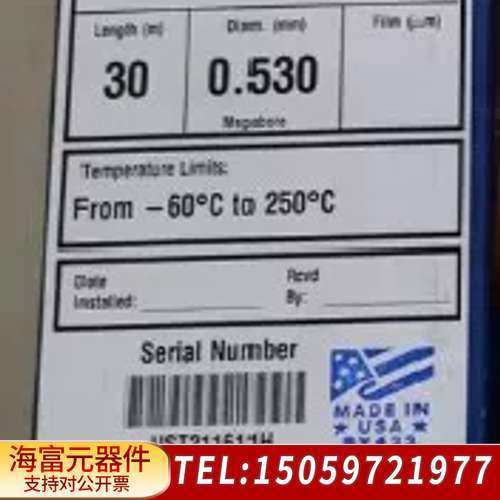 Length (m)
Diam. (mm)
Film (µm)
30
0.530
Megabore
Temperature Limits:
From −60°C to 250°C
Date
Installed:
Rcvd
By:
Serial Number
MADE IN
USA
海富元器件
支持对公开票
TEL:15059721977